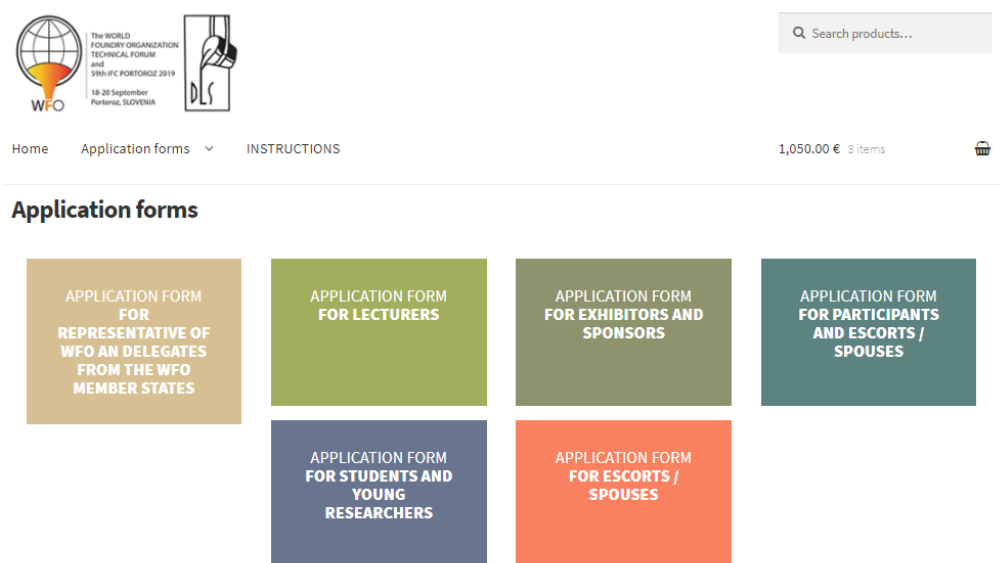 The WORLD
FOUNDRY ORGANIZATION
TECHNICAL FORUM
and
59th IFC PORTOROZ 2019
18-20 September
Portoroz, SLOVENIA
WFO
DLS
Search products...
Home
Application forms
INSTRUCTIONS
1,050.00 € 3 items
Application forms
APPLICATION FORM
FOR
REPRESENTATIVE OF
WFO AN DELEGATES
FROM THE WFO
MEMBER STATES
APPLICATION FORM
FOR LECTURERS
APPLICATION FORM
FOR EXHIBITORS AND
SPONSORS
APPLICATION FORM
FOR PARTICIPANTS
AND ESCORTS /
SPOUSES
APPLICATION FORM
FOR STUDENTS AND
YOUNG
RESEARCHERS
APPLICATION FORM
FOR ESCORTS /
SPOUSES